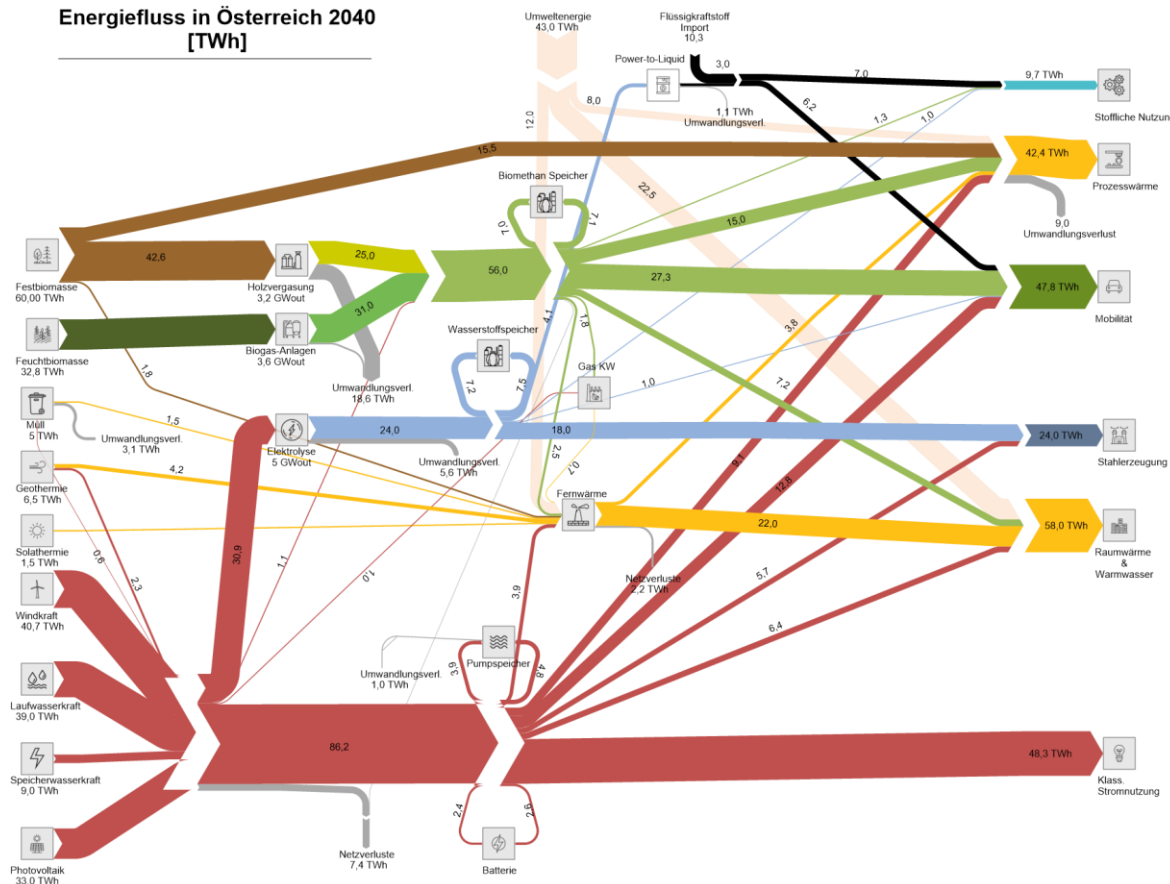 Energiefluss in Österreich 2040
[TWh]
Umweltenergie
43,0 TWh
Flüssigkraftstoff
Import
10,3
Power-to-Liquid
3,0
7,0
9,7 TWh
Stoffliche Nutzun
1,1 TWh
Umwandlungsverl.
8,0
12,0
6,2
1,3
1,0
15,5
42,4 TWh
Prozesswärme
Biomethan Speicher
7,0
7,1
22,5
15,0
9,0
Umwandlungsverlust
Festbiomasse
60,00 TWh
42,6
Holzvergasung
3,2 GWout
25,0
56,0
27,3
47,8 TWh
Mobilität
31,0
Feuchtbiomasse
32,8 TWh
Biogas-Anlagen
3,6 GWout
Wasserstoffspeicher
4,1
1,8
3,8
Gas KW
7,2
7,5
1,0
7,2
1,8
Umwandlungsverl.
18,6 TWh
Müll
5 TWh
1,5
Umwandlungsverl.
3,1 TWh
Elektrolyse
5 GWout
24,0
18,0
24,0 TWh
Stahlerzeugung
Umwandlungsverl.
5,6 TWh
2,5
0,7
9,1
12,8
Geothermie
6,5 TWh
4,2
Fernwärme
22,0
58,0 TWh
Raumwärme
&
Warmwasser
Solathermie
1,5 TWh
30,9
1,1
1,0
0,6
2,3
Netzverluste
2,2 TWh
3,9
5,7
6,4
Windkraft
40,7 TWh
Umwandlungsverl.
1,0 TWh
Pumpspeicher
3,9
4,8
Laufwasserkraft
39,0 TWh
86,2
48,3 TWh
Klass.
Stromnutzung
Speicherwasserkraft
9,0 TWh
2,4
2,6
Batterie
Netzverluste
7,4 TWh
Photovoltaik
33,0 TWh